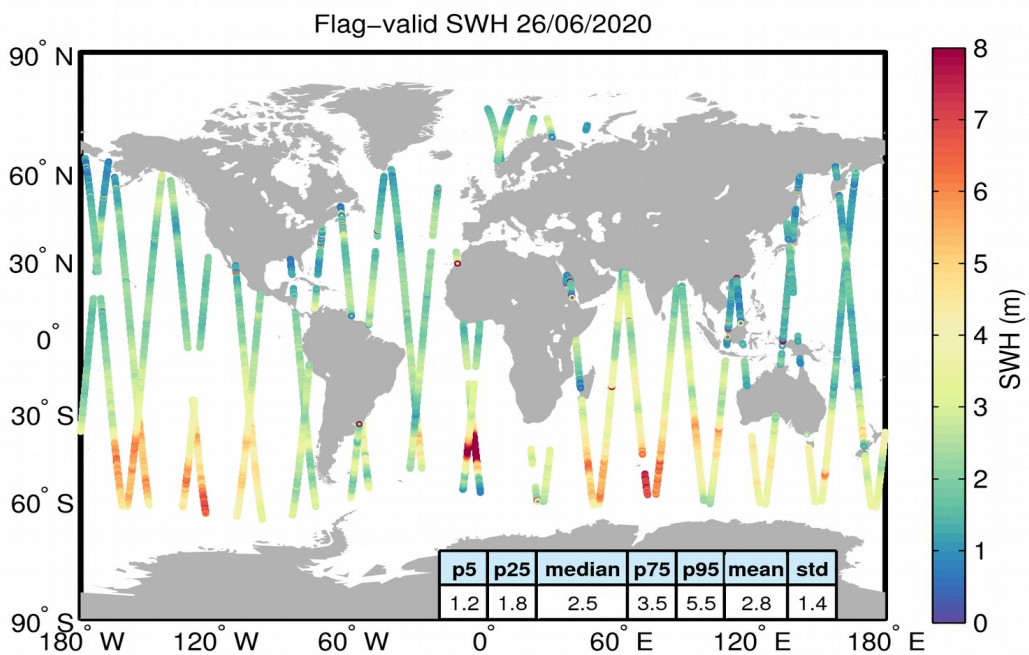 Flag−valid SWH 26/06/2020
90° N
60° N
30° N
0°
30° S
60° S
90° S
180° W
120° W
60° W
0°
60° E
120° E
180° E
p5 p25 median p75 p95 mean std
1.2 1.8 2.5 3.5 5.5 2.8 1.4
8
7
6
5
4
3
2
1
0
SWH (m)